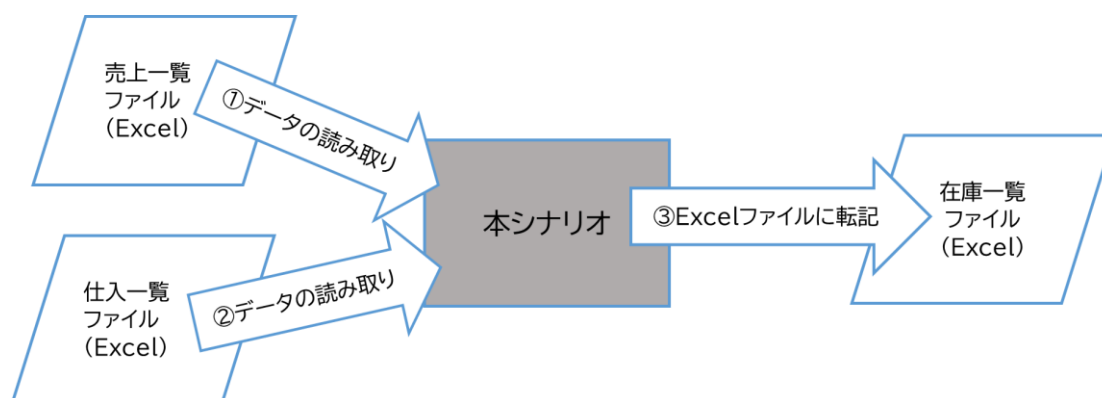 売上一覧
ファイル
(Excel)
①データの読み取り
仕入一覧
ファイル
(Excel)
②データの読み取り
本シナリオ
③Excelファイルに転記
在庫一覧
ファイル
(Excel)